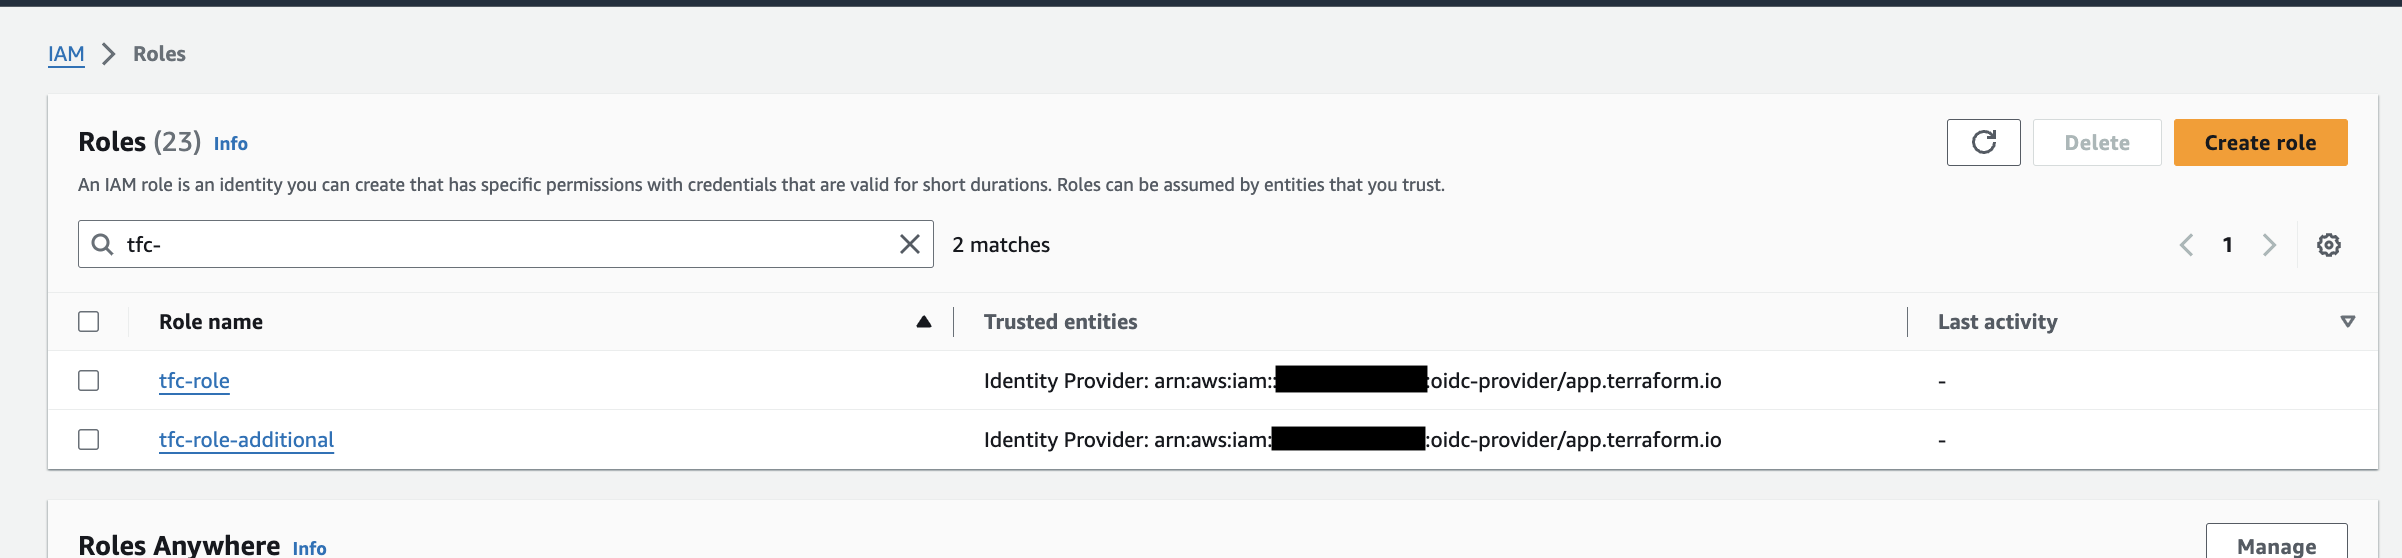 IAM > Roles
Roles (23) Info
Delete
Create role
An IAM role is an identity you can create that has specific permissions with credentials that are valid for short durations. Roles can be assumed by entities that you trust.
tfc-
2 matches
1
Role name
Trusted entities
Last activity
tfc-role
Identity Provider: arn:aws:iam:: :oidc-provider/app.terraform.io
-
tfc-role-additional
Identity Provider: arn:aws:iam: :oidc-provider/app.terraform.io
-
Roles Anywhere Info
Manage